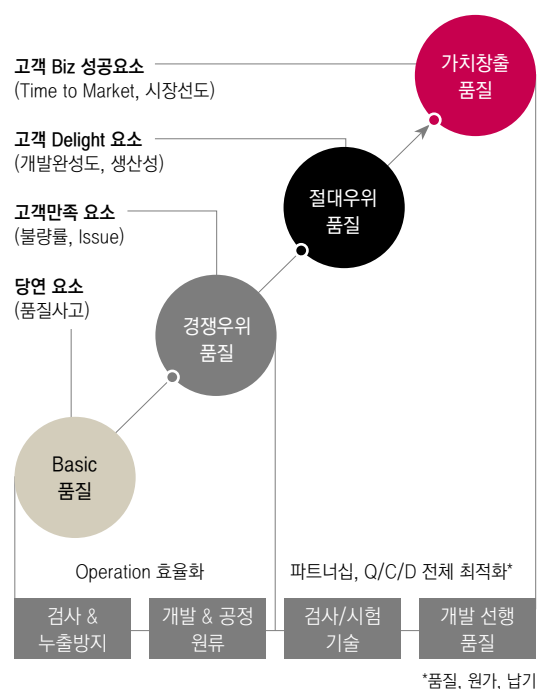 고객 Biz 성공요소
(Time to Market, 시장선도)
가치창출
품질
고객 Delight 요소
(개발완성도, 생산성)
절대우위
품질
고객만족 요소
(불량률, Issue)
경쟁우위
품질
당연 요소
(품질사고)
Basic
품질
Operation 효율화
파트너십, Q/C/D 전체 최적화*
검사 &
누출방지
개발 & 공정
원류
검사/시험
기술
개발 선행
품질
*품질, 원가, 납기